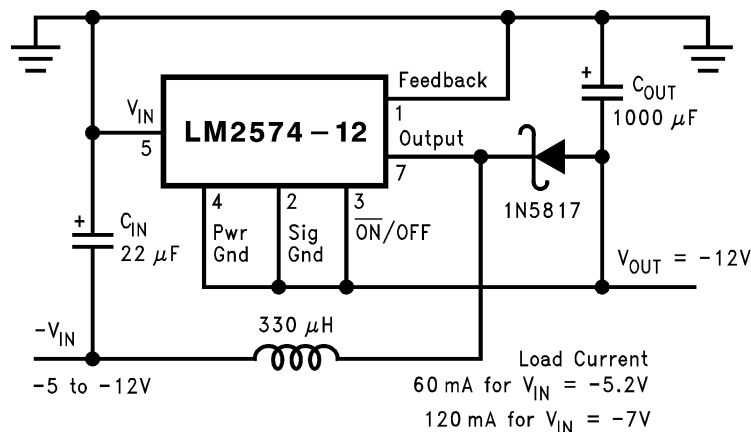 Feedback
+
C_OUT
1000 μF
V_IN
5
LM2574–12
1
Output
7
1N5817
4
Pwr
Gnd
2
Sig
Gnd
3
O̅N̅/OFF
+
C_IN
22 μF
V_OUT = –12V
330 μH
–V_IN
–5 to –12V
Load Current
60 mA for V_IN = –5.2V
120 mA for V_IN = –7V